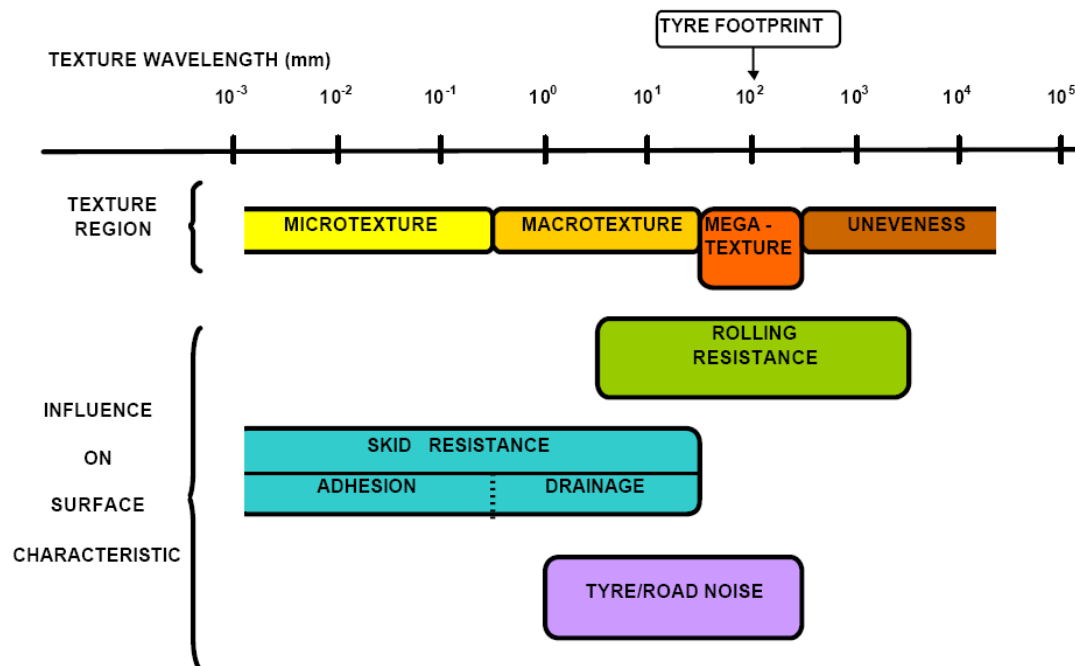 TYRE FOOTPRINT
TEXTURE WAVELENGTH (mm)
10⁻³ 10⁻² 10⁻¹ 10⁰ 10¹ 10² 10³ 10⁴ 10⁵
TEXTURE
REGION
MICROTEXTURE
MACROTEXTURE
MEGA -
TEXTURE
UNEVENESS
ROLLING
RESISTANCE
INFLUENCE
ON
SURFACE
CHARACTERISTIC
SKID RESISTANCE
ADHESION
DRAINAGE
TYRE/ROAD NOISE